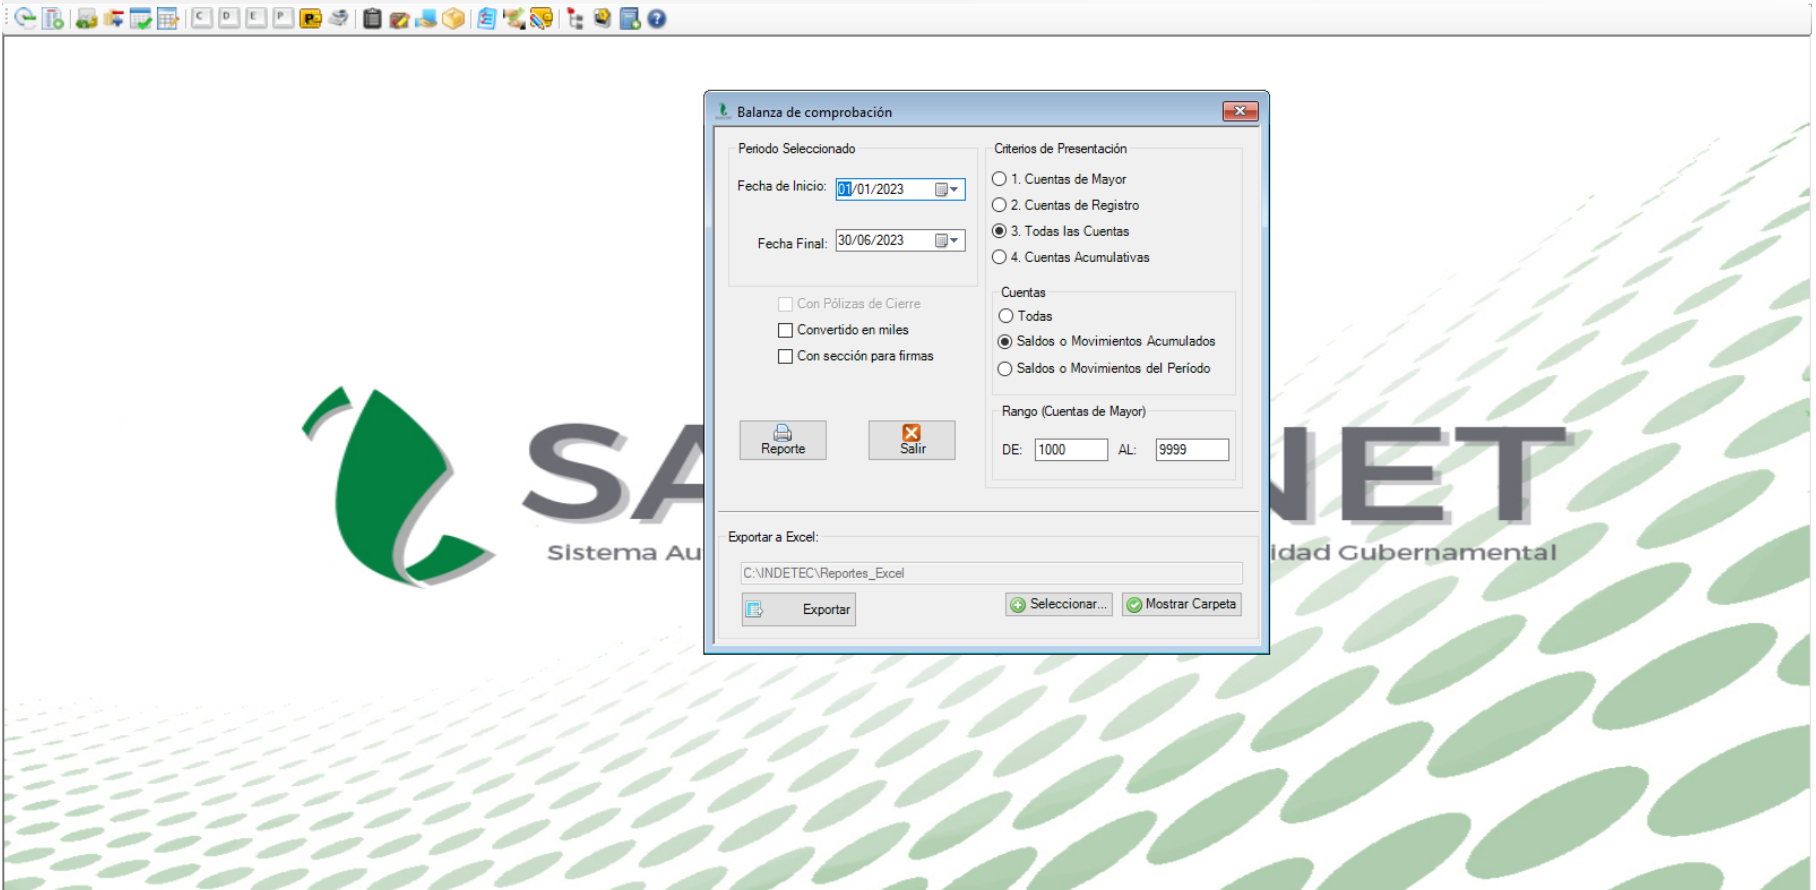 C D E P P
Balanza de comprobación
Periodo Seleccionado
Fecha de Inicio: 01/01/2023
Fecha Final: 30/06/2023
Con Pólizas de Cierre
Convertido en miles
Con sección para firmas
Reporte
Salir
Criterios de Presentación
1. Cuentas de Mayor
2. Cuentas de Registro
3. Todas las Cuentas
4. Cuentas Acumulativas
Cuentas
Todas
Saldos o Movimientos Acumulados
Saldos o Movimientos del Período
Rango (Cuentas de Mayor)
DE: 1000 AL: 9999
Exportar a Excel:
C:\INDETEC\Reportes_Excel
Exportar
Seleccionar...
Mostrar Carpeta
SA NET
Sistema Au idad Gubernamental